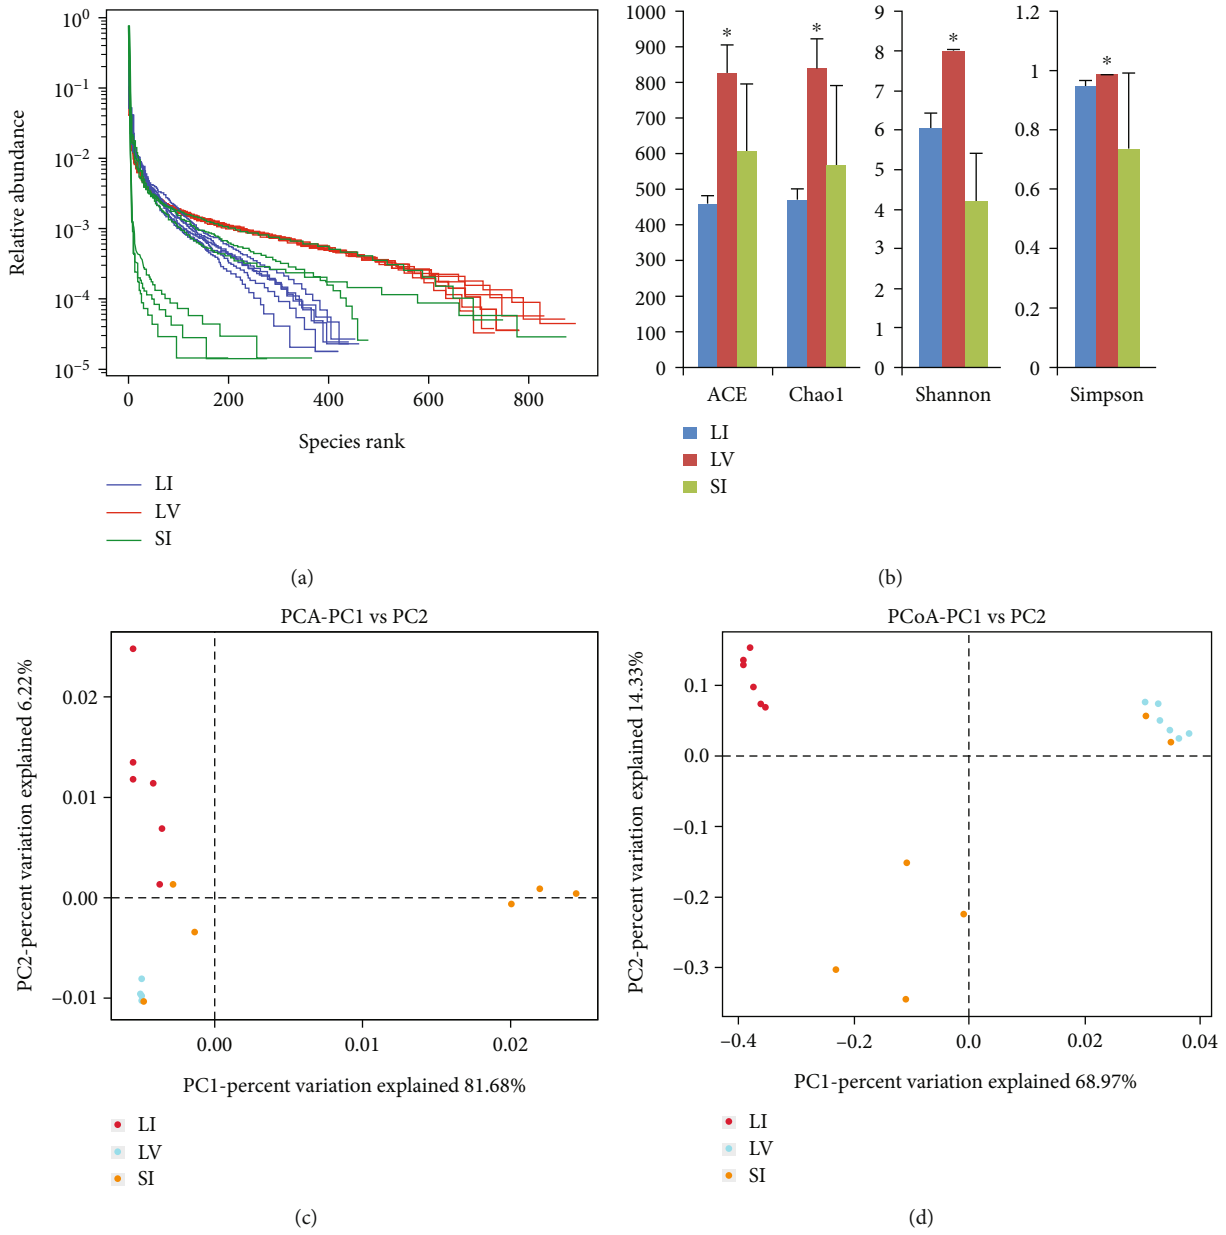 10⁰
10⁻¹
10⁻²
10⁻³
10⁻⁴
10⁻⁵
Relative abundance
0 200 400 600 800
Species rank
LI
LV
SI
(a)
1000
900
800
700
600
500
400
300
200
100
0
* *
ACE Chao1
9
8
7
6
5
4
3
2
1
0
*
Shannon
1.2
1
0.8
0.6
0.4
0.2
0
*
Simpson
LI
LV
SI
(b)
PCA-PC1 vs PC2
PC2-percent variation explained 6.22%
0.02
0.01
0.00
−0.01
0.00 0.01 0.02
PC1-percent variation explained 81.68%
LI
LV
SI
(c)
PCoA-PC1 vs PC2
PC2-percent variation explained 14.33%
0.1
0.0
−0.1
−0.2
−0.3
−0.4 −0.2 0.0 0.02 0.04
PC1-percent variation explained 68.97%
LI
LV
SI
(d)